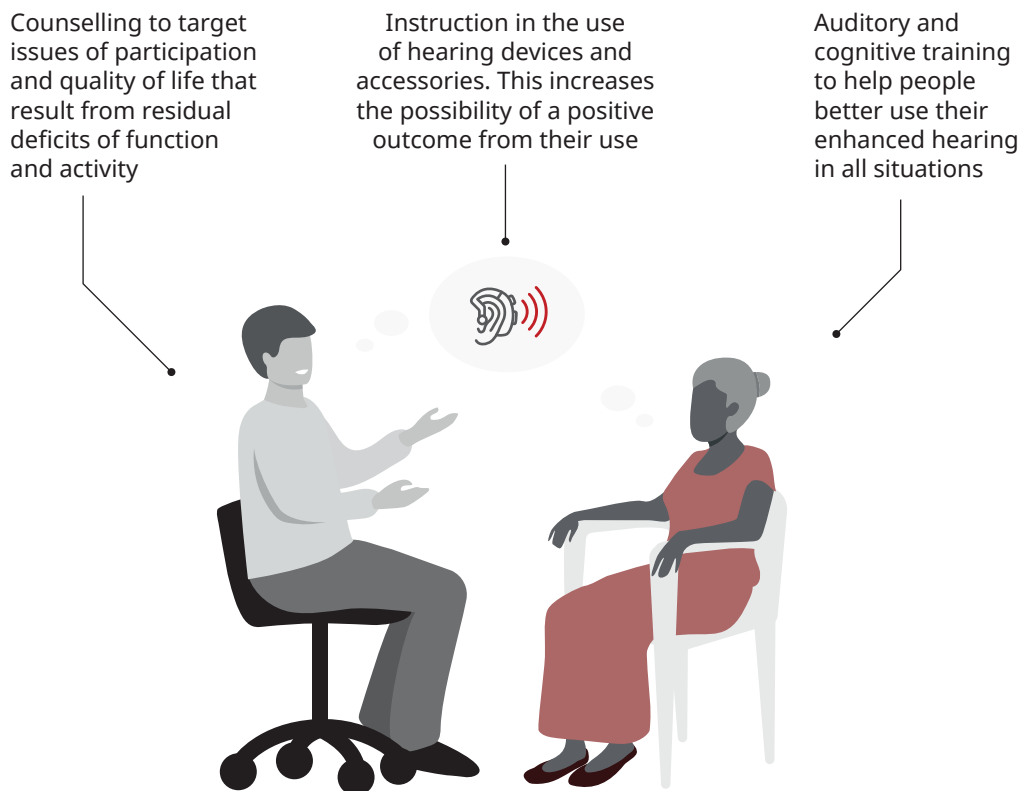 Counselling to target
issues of participation
and quality of life that
result from residual
deficits of function
and activity
Instruction in the use
of hearing devices and
accessories. This increases
the possibility of a positive
outcome from their use
Auditory and
cognitive training
to help people
better use their
enhanced hearing
in all situations